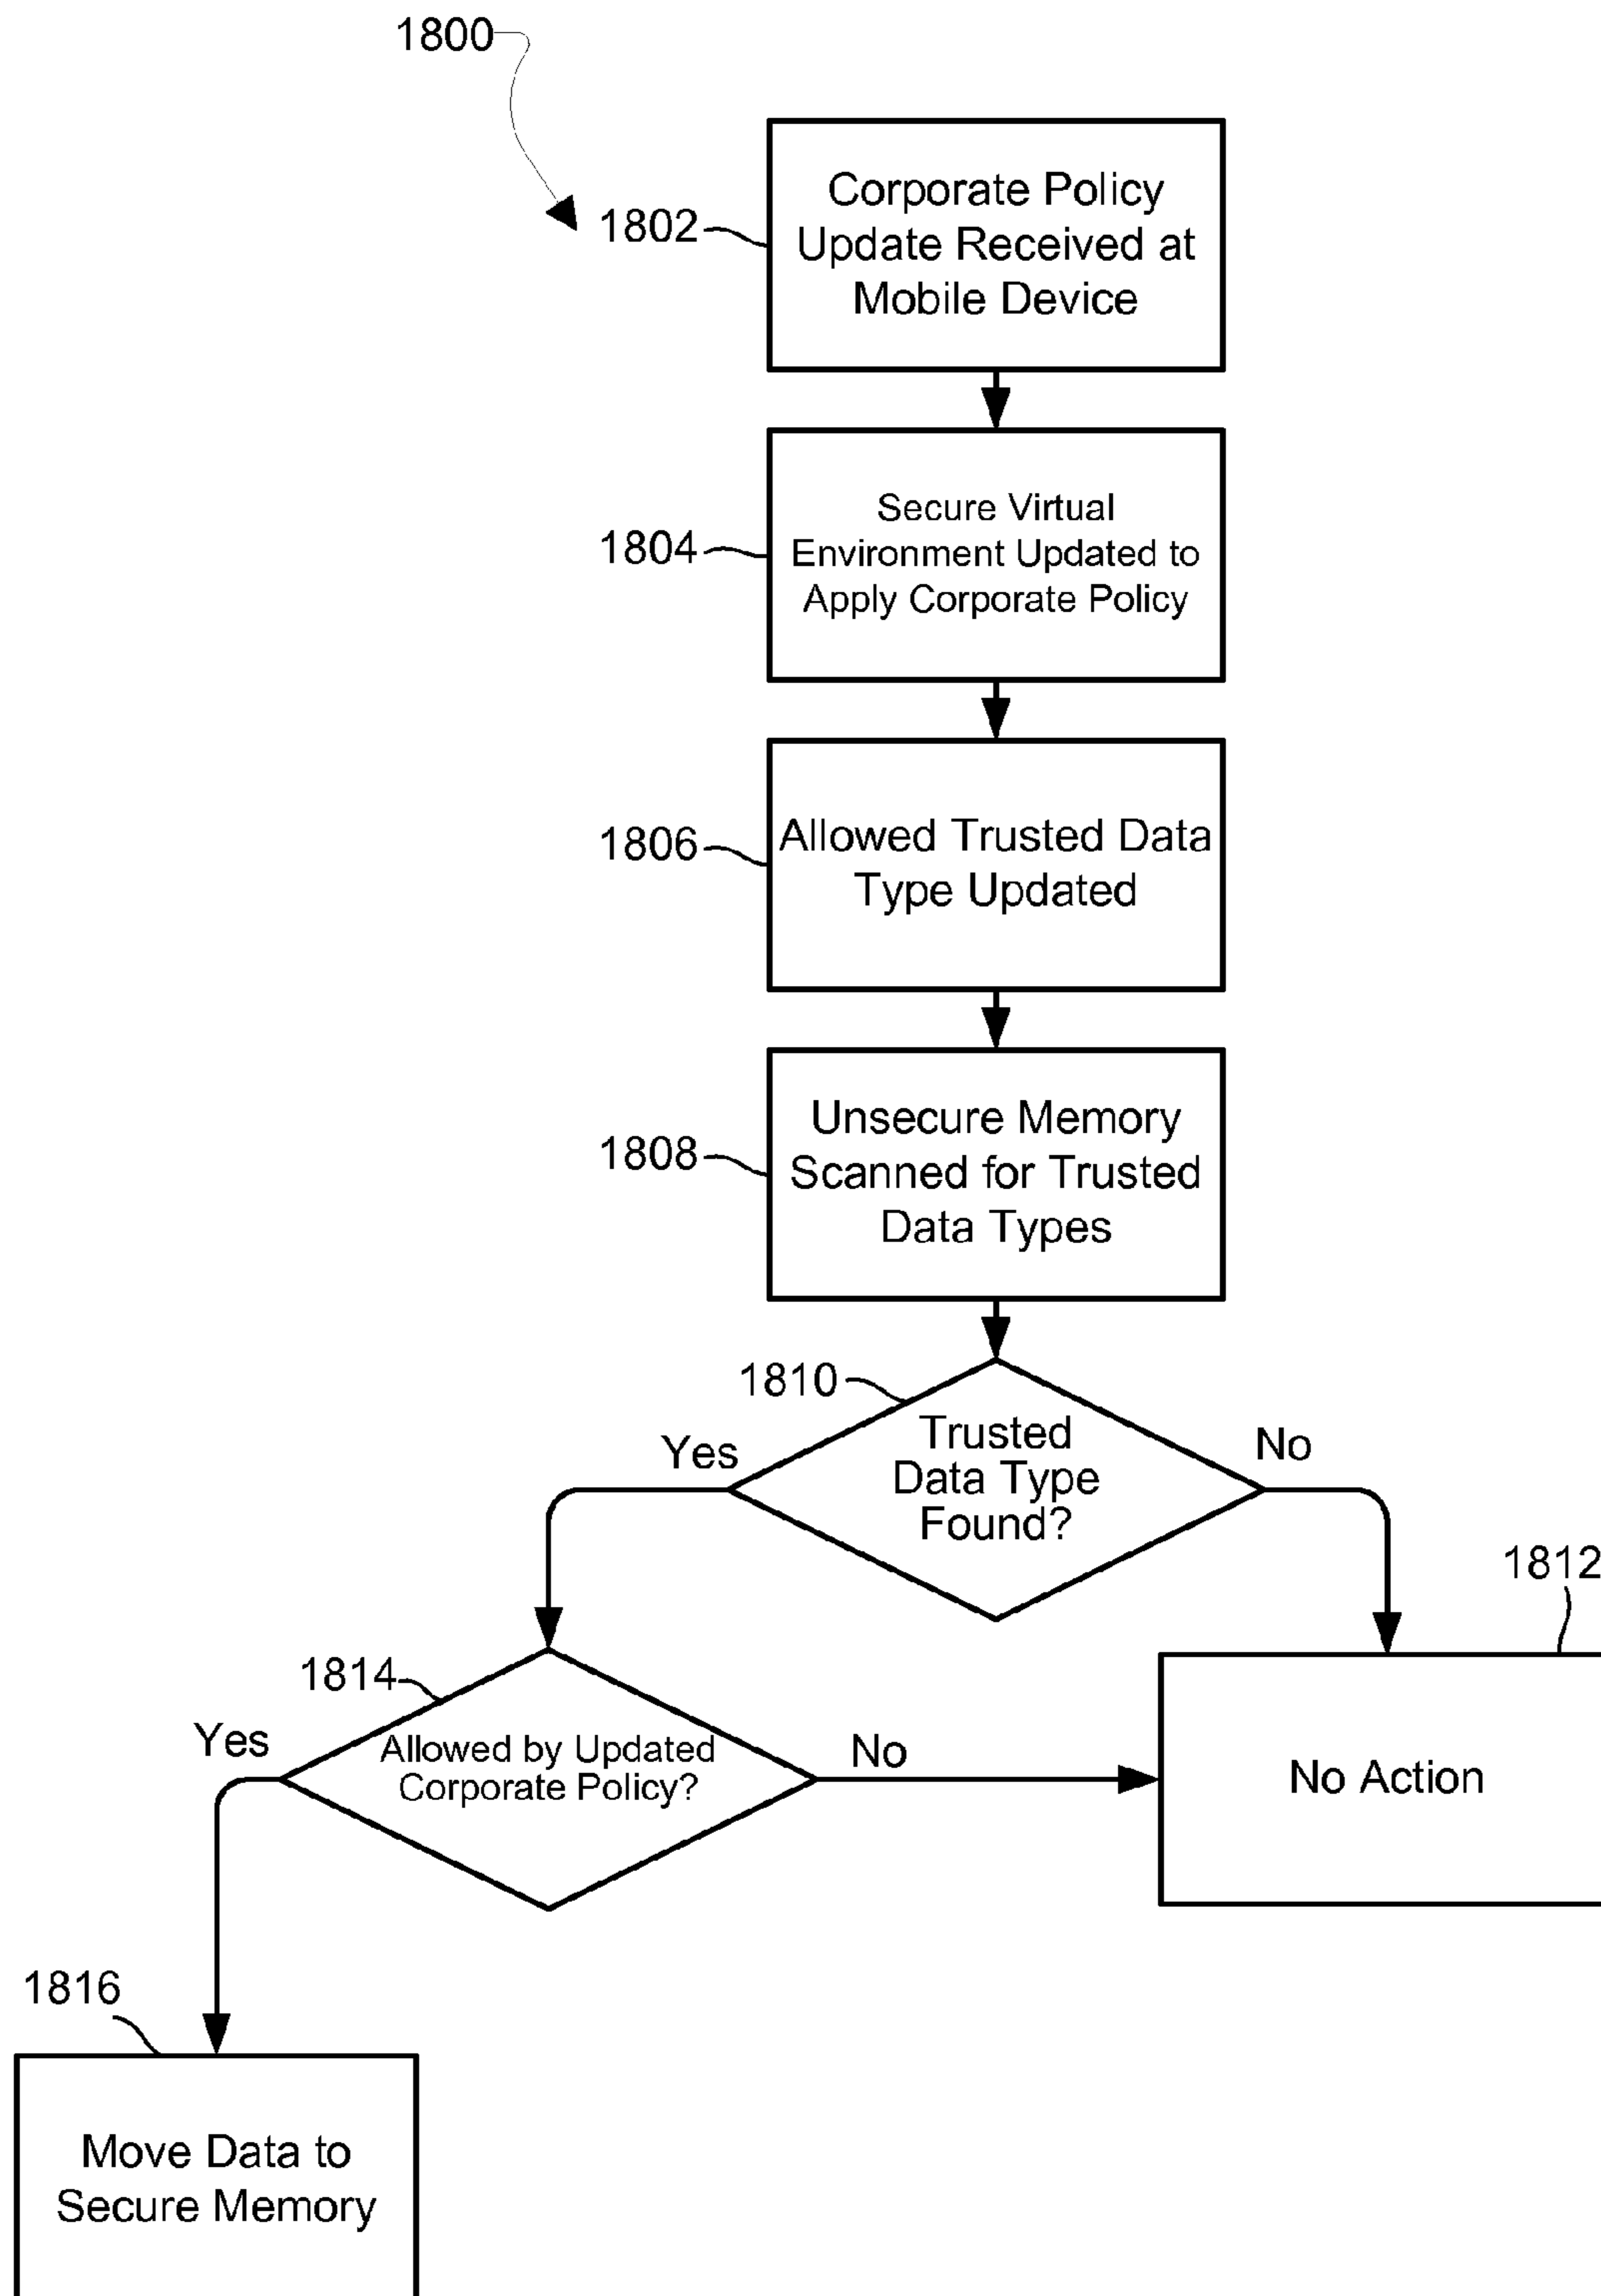 1800
1802
Corporate Policy
Update Received at
Mobile Device
1804
Secure Virtual
Environment Updated to
Apply Corporate Policy
1806
Allowed Trusted Data
Type Updated
1808
Unsecure Memory
Scanned for Trusted
Data Types
1810
Yes
Trusted
Data Type
Found?
No
1812
1814
Yes
Allowed by Updated
Corporate Policy?
No
No Action
1816
Move Data to
Secure Memory